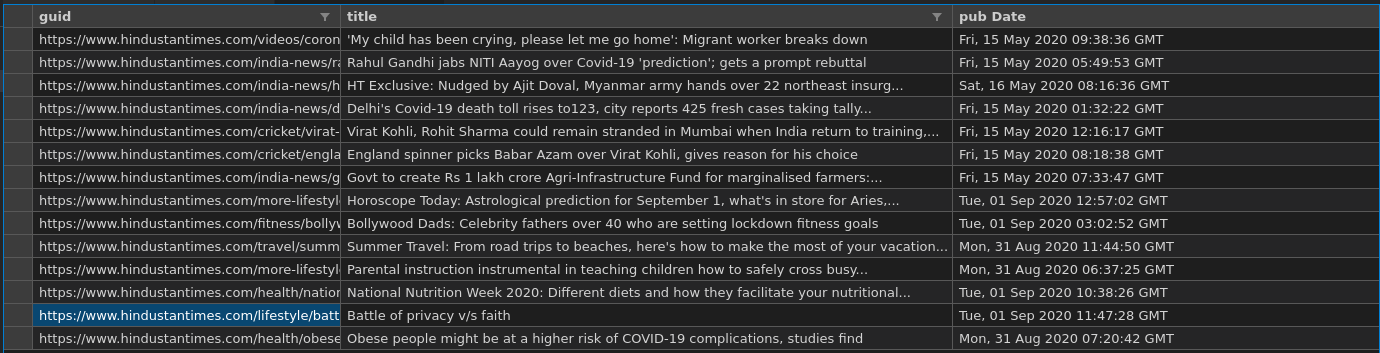 guid title pub Date
https://www.hindustantimes.com/videos/coron 'My child has been crying, please let me go home': Migrant worker breaks down Fri, 15 May 2020 09:38:36 GMT
https://www.hindustantimes.com/india-news/ra Rahul Gandhi jabs NITI Aayog over Covid-19 'prediction'; gets a prompt rebuttal Fri, 15 May 2020 05:49:53 GMT
https://www.hindustantimes.com/india-news/h HT Exclusive: Nudged by Ajit Doval, Myanmar army hands over 22 northeast insurg... Sat, 16 May 2020 08:16:36 GMT
https://www.hindustantimes.com/india-news/d Delhi's Covid-19 death toll rises to123, city reports 425 fresh cases taking tally... Fri, 15 May 2020 01:32:22 GMT
https://www.hindustantimes.com/cricket/virat- Virat Kohli, Rohit Sharma could remain stranded in Mumbai when India return to training,... Fri, 15 May 2020 12:16:17 GMT
https://www.hindustantimes.com/cricket/engla England spinner picks Babar Azam over Virat Kohli, gives reason for his choice Fri, 15 May 2020 08:18:38 GMT
https://www.hindustantimes.com/india-news/g Govt to create Rs 1 lakh crore Agri-Infrastructure Fund for marginalised farmers:... Fri, 15 May 2020 07:33:47 GMT
https://www.hindustantimes.com/more-lifestyl Horoscope Today: Astrological prediction for September 1, what's in store for Aries,... Tue, 01 Sep 2020 12:57:02 GMT
https://www.hindustantimes.com/fitness/bollyw Bollywood Dads: Celebrity fathers over 40 who are setting lockdown fitness goals Tue, 01 Sep 2020 03:02:52 GMT
https://www.hindustantimes.com/travel/summ Summer Travel: From road trips to beaches, here's how to make the most of your vacation... Mon, 31 Aug 2020 11:44:50 GMT
https://www.hindustantimes.com/more-lifestyl Parental instruction instrumental in teaching children how to safely cross busy... Mon, 31 Aug 2020 06:37:25 GMT
https://www.hindustantimes.com/health/nation National Nutrition Week 2020: Different diets and how they facilitate your nutritional... Tue, 01 Sep 2020 10:38:26 GMT
https://www.hindustantimes.com/lifestyle/batt Battle of privacy v/s faith Tue, 01 Sep 2020 11:47:28 GMT
https://www.hindustantimes.com/health/obese Obese people might be at a higher risk of COVID-19 complications, studies find Mon, 31 Aug 2020 07:20:42 GMT